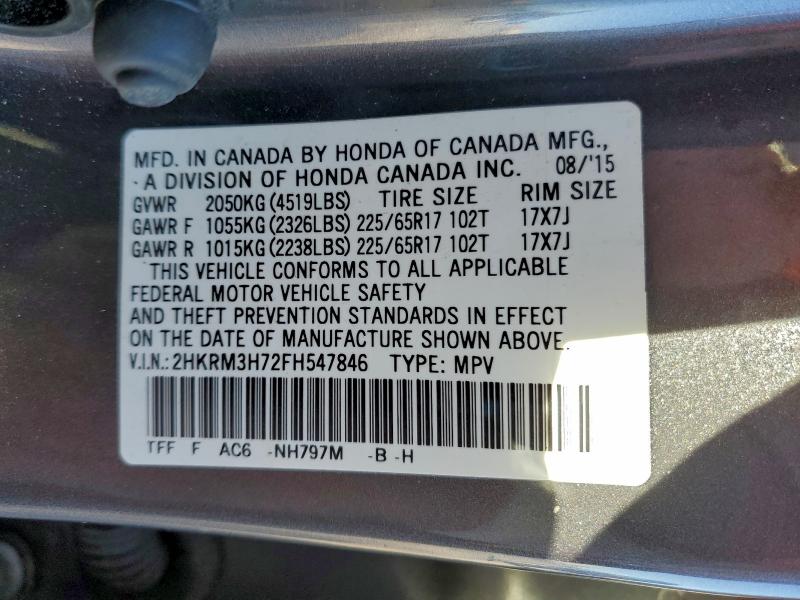 MFD. IN CANADA BY HONDA OF CANADA MFG.,
A DIVISION OF HONDA CANADA INC. 08/'15
GVWR 2050KG (4519LBS) TIRE SIZE RIM SIZE
GAWR F 1055KG (2326LBS) 225/65R17 102T 17X7J
GAWR R 1015KG (2238LBS) 225/65R17 102T 17X7J
THIS VEHICLE CONFORMS TO ALL APPLICABLE
FEDERAL MOTOR VEHICLE SAFETY
AND THEFT PREVENTION STANDARDS IN EFFECT
ON THE DATE OF MANUFACTURE SHOWN ABOVE.
V.I.N.: 2HKRM3H72FH547846 TYPE: MPV
TFF F AC6 -NH797M -B -H